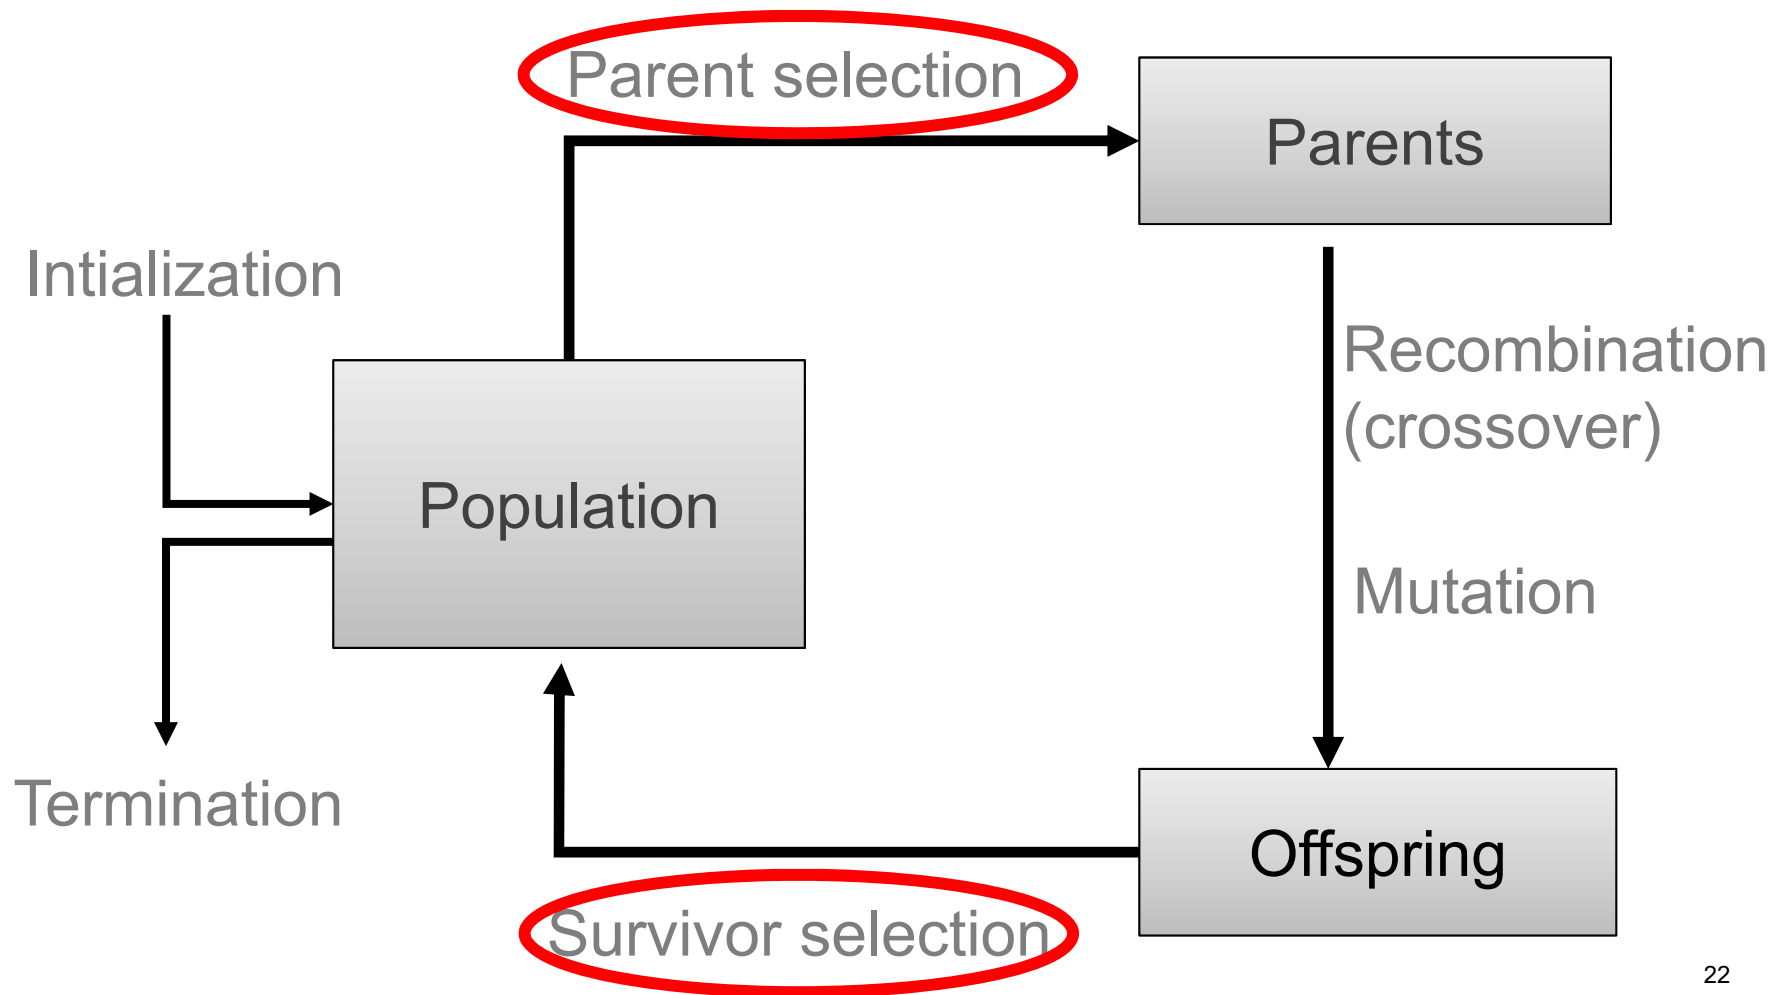 Parent selection
Parents
Intialization
Recombination
(crossover)
Population
Mutation
Termination
Offspring
Survivor selection
22